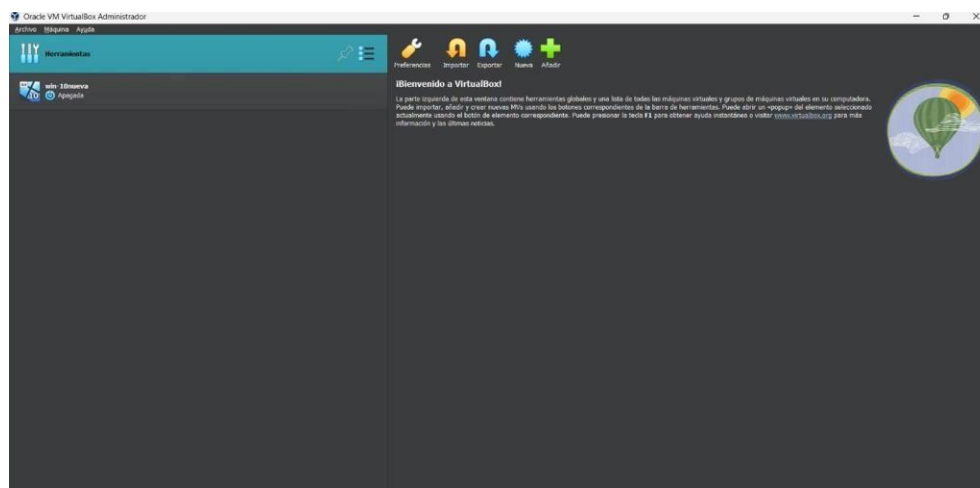 Oracle VM VirtualBox Administrador
Archivo Máquina Ayuda
Herramientas
win-10nueva
Apagada
Preferencias Importar Exportar Nueva Añadir
¡Bienvenido a VirtualBox!
La parte izquierda de esta ventana contiene herramientas globales y una lista de todas las máquinas virtuales y grupos de máquinas virtuales en su computadora.
Puede importar, añadir y crear nuevas MVs usando los botones correspondientes de la barra de herramientas. Puede abrir un «popup» del elemento seleccionado
actualmente usando el botón de elemento correspondiente. Puede presionar la tecla F1 para obtener ayuda instantánea o visitar www.virtualbox.org para más
información y las últimas noticias.